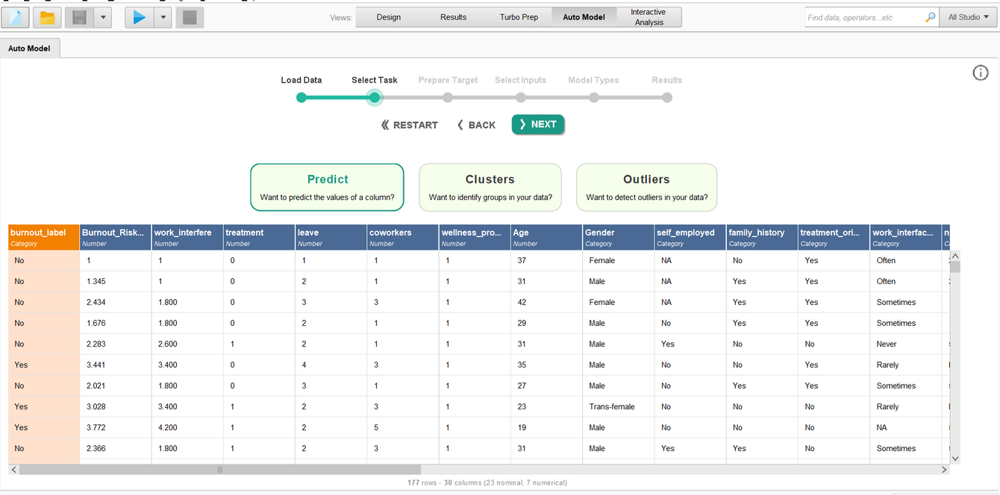 Views: Design Results Turbo Prep Auto Model Interactive Analysis Find data, operators...etc All Studio
Auto Model
Load Data Select Task Prepare Target Select Inputs Model Types Results
RESTART BACK NEXT
Predict Clusters Outliers
Want to predict the values of a column? Want to identify groups in your data? Want to detect outliers in your data?
burnout_label Burnout_Risk... work_interfere treatment leave coworkers wellness_pro... Age Gender self_employed family_history treatment_ori... work_interfac...
Category Number Number Number Number Number Number Number Category Category Category Category Category
No 1 1 0 1 1 1 37 Female NA No Yes Often
No 1.345 1 0 2 1 1 31 Male NA Yes Yes Often
No 2.434 1.800 0 3 3 1 42 Female NA Yes Yes Sometimes
No 1.676 1.800 0 2 1 1 29 Male No Yes Yes Sometimes
No 2.283 2.600 1 2 1 1 31 Male Yes No No Never
Yes 3.441 3.400 0 4 3 1 35 Male No No Yes Rarely
No 2.021 1.800 0 3 1 1 27 Male No Yes Yes Sometimes
Yes 3.028 3.400 1 2 3 1 23 Trans-female No No No Rarely
Yes 3.772 4.200 1 2 5 1 19 Male No No No NA
No 2.366 1.800 1 2 3 1 31 Male Yes Yes No Sometimes
177 rows - 30 columns (23 nominal, 7 numerical)